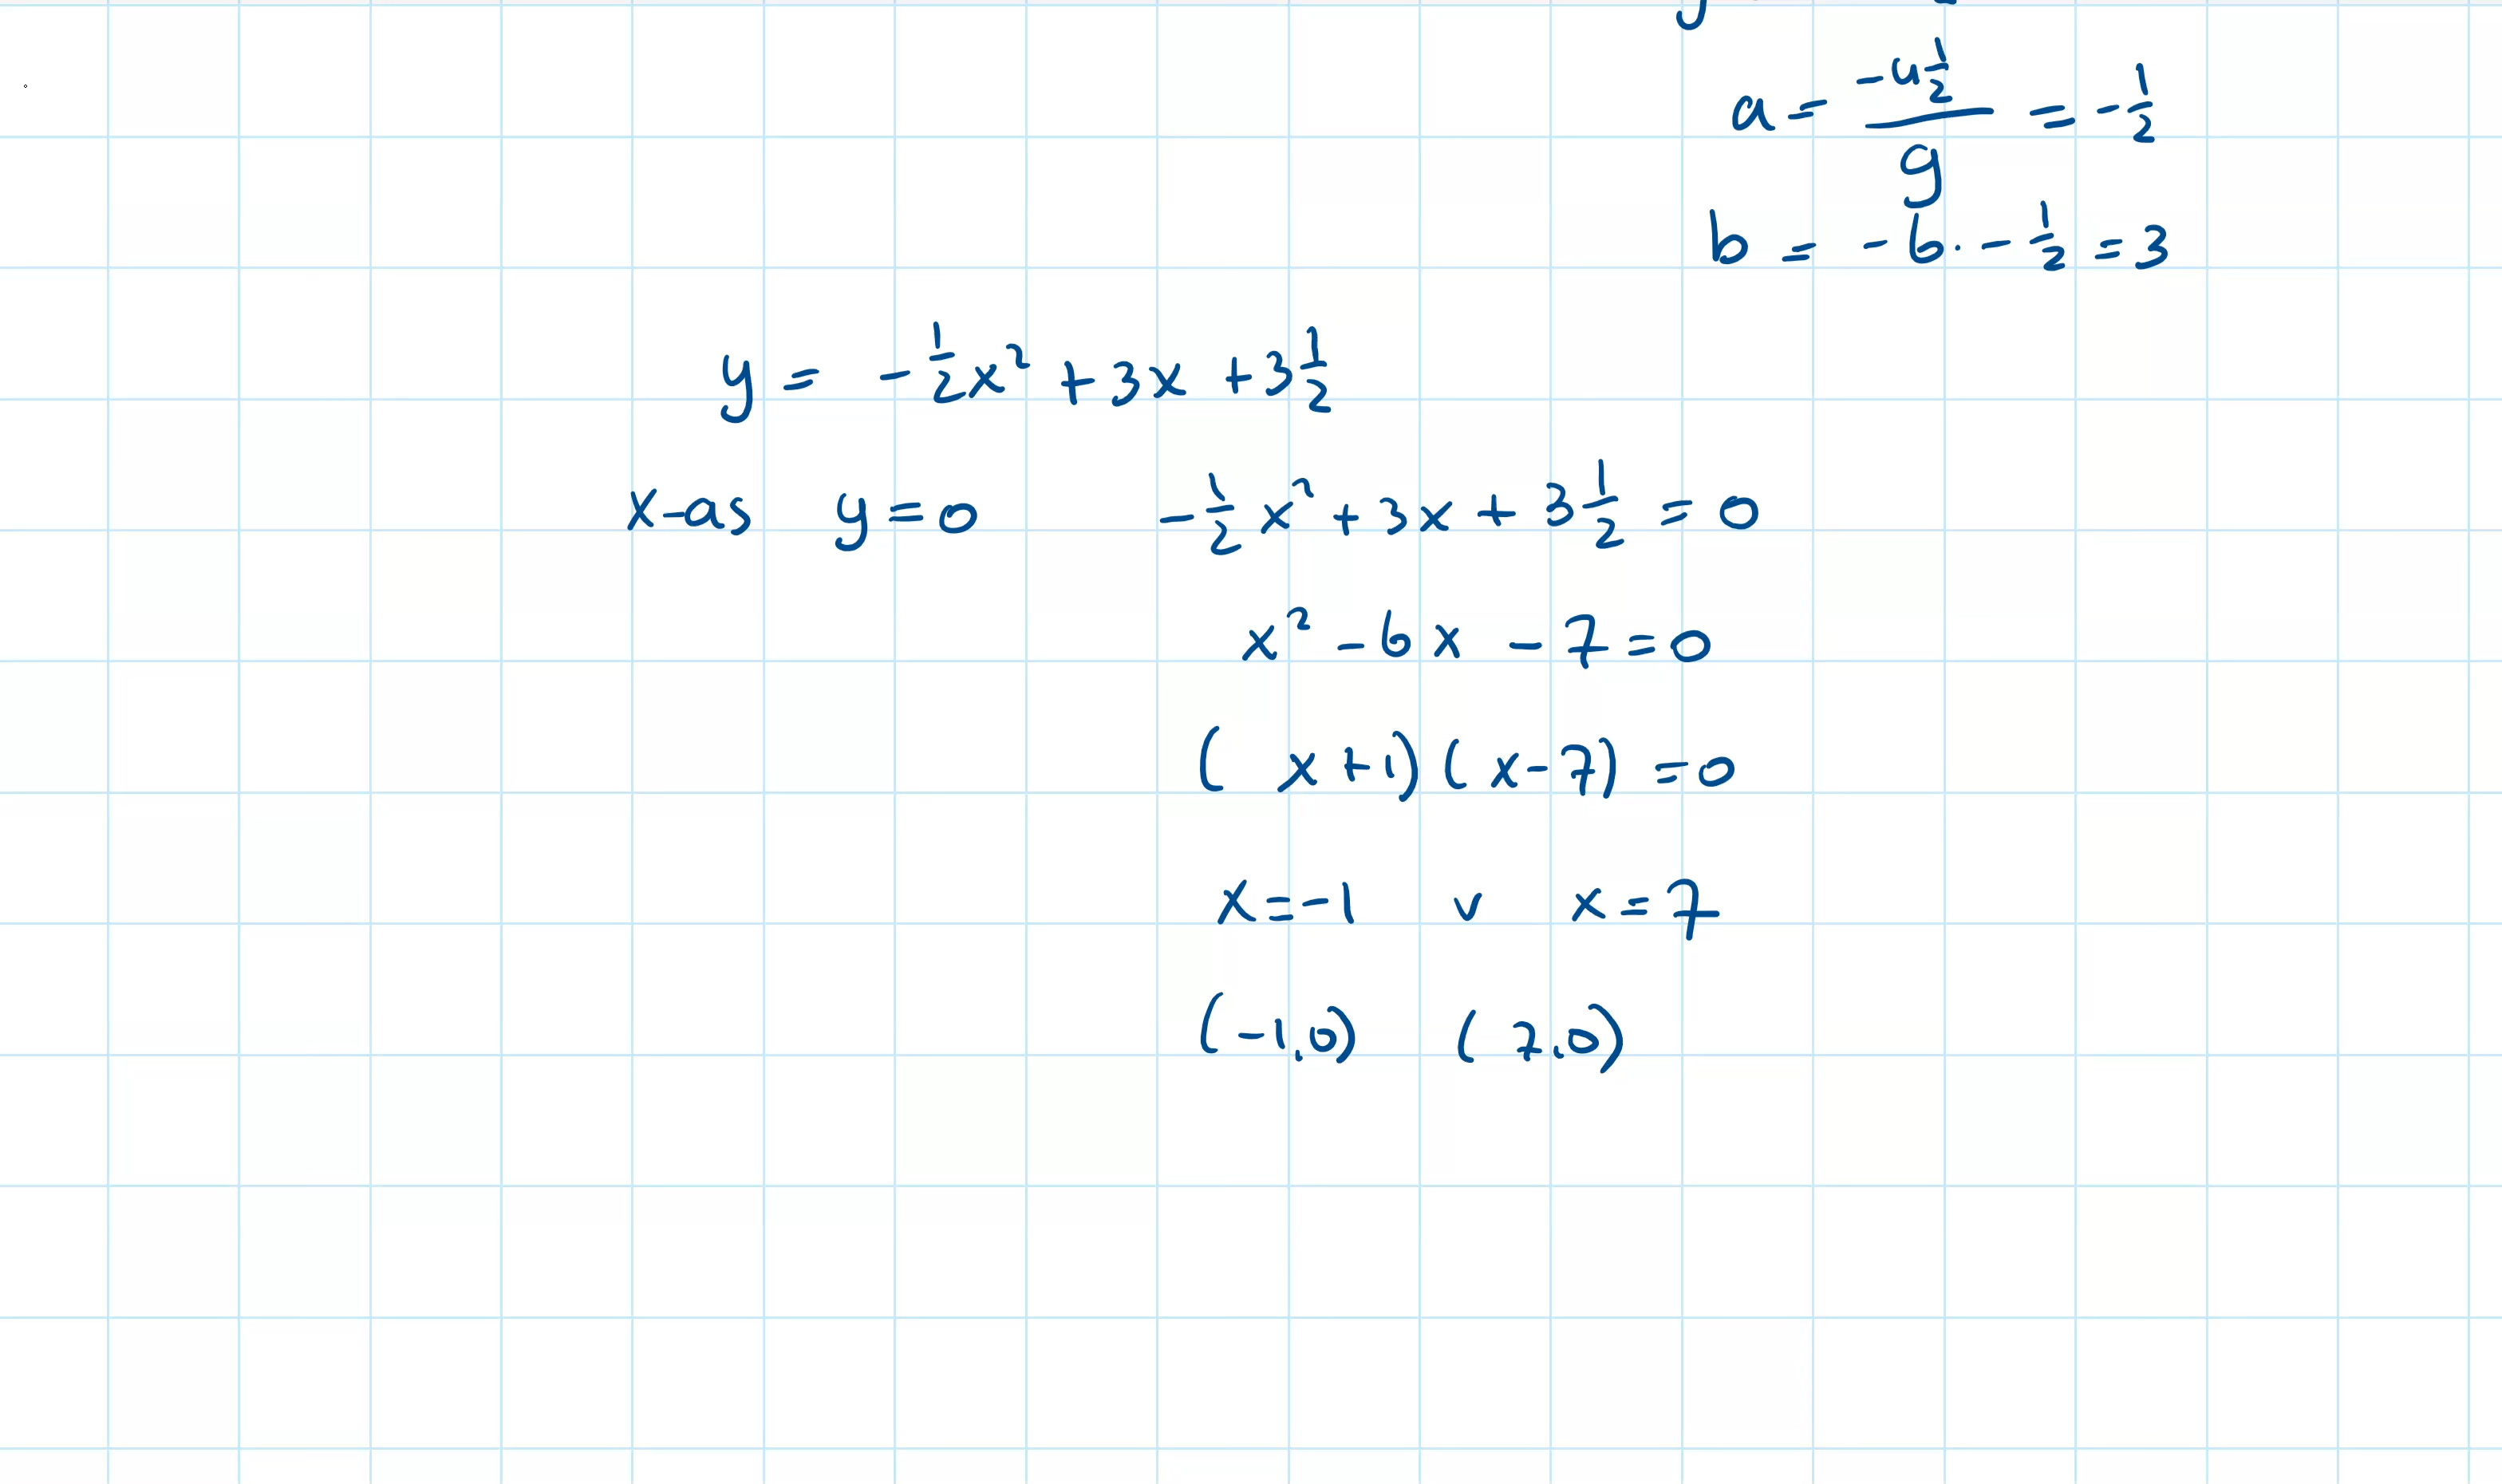 a = -4½ / 9 = -½
b = -6 · -½ = 3
y = -½x² + 3x + 3½
x-as y = 0 -½x² + 3x + 3½ = 0
x² - 6x - 7 = 0
(x+1)(x-7) = 0
x = -1 v x = 7
(-1,0) (7,0)